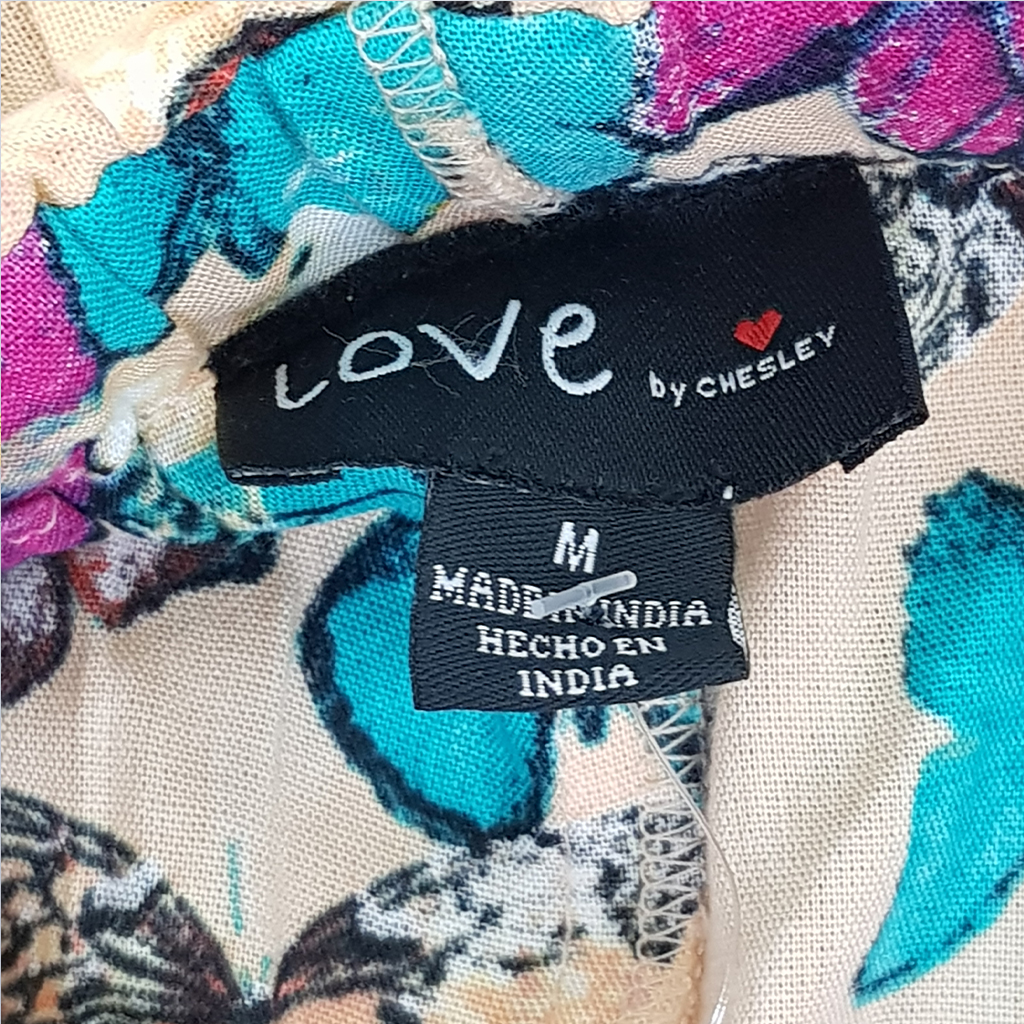 Love by CHESLEY
M
MADE IN INDIA
HECHO EN
INDIA